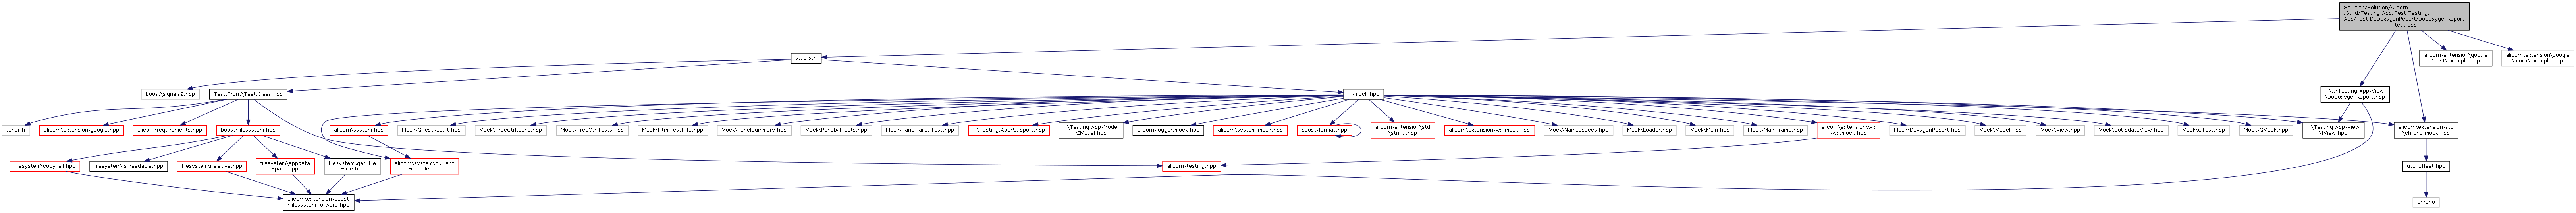 Solution/Solution/Alicorn
/Build/Testing.App/Test.Testing.
App/Test.DoDoxygenReport/DoDoxygenReport
_test.cpp
stdafx.h
..\..\Testing.App\View
\DoDoxygenReport.hpp
alicorn\extension\google
\test\example.hpp
alicorn\extension\google
\mock\example.hpp
boost\signals2.hpp
Test.Front\Test.Class.hpp
..\mock.hpp
tchar.h
alicorn\extension\google.hpp
alicorn\requirements.hpp
boost\filesystem.hpp
alicorn\system.hpp
Mock\GTestResult.hpp
Mock\TreeCtrlIcons.hpp
Mock\TreeCtrlTests.hpp
Mock\HtmlTestInfo.hpp
Mock\PanelSummary.hpp
Mock\PanelAllTests.hpp
Mock\PanelFailedTest.hpp
..\Testing.App\Support.hpp
..\Testing.App\Model
\IModel.hpp
alicorn\logger.mock.hpp
alicorn\system.mock.hpp
boost\format.hpp
alicorn\extension\std
\string.hpp
alicorn\extension\wx.mock.hpp
Mock\Namespaces.hpp
Mock\Loader.hpp
Mock\Main.hpp
Mock\MainFrame.hpp
alicorn\extension\wx
\wx.mock.hpp
Mock\DoxygenReport.hpp
Mock\Model.hpp
Mock\View.hpp
Mock\DoUpdateView.hpp
Mock\GTest.hpp
Mock\GMock.hpp
..\Testing.App\View
\IView.hpp
alicorn\extension\std
\chrono.mock.hpp
filesystem\copy-all.hpp
filesystem\is-readable.hpp
filesystem\relative.hpp
filesystem\appdata
-path.hpp
filesystem\get-file
-size.hpp
alicorn\system\current
-module.hpp
alicorn\testing.hpp
utc-offset.hpp
alicorn\extension\boost
\filesystem.forward.hpp
chrono